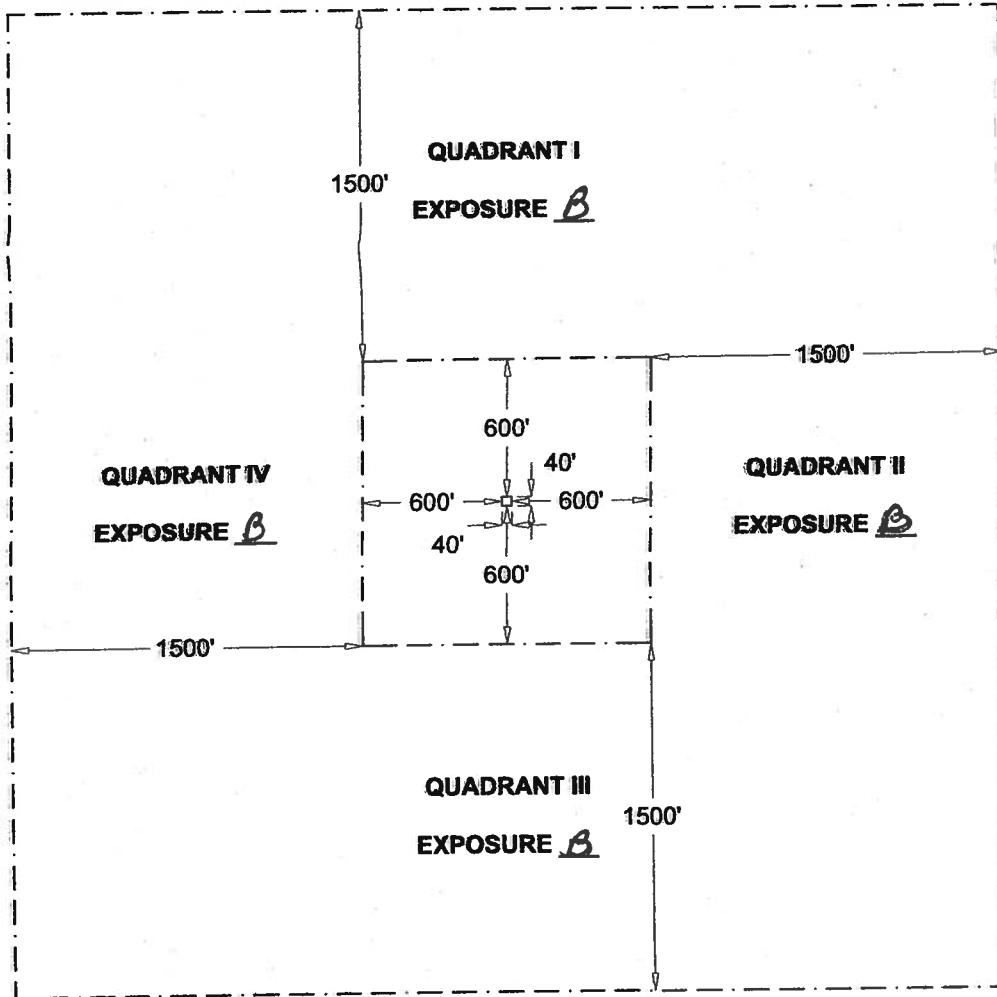 QUADRANT I
1500'
EXPOSURE B
1500'
600'
40'
QUADRANT IV
QUADRANT II
600'
600'
EXPOSURE B
EXPOSURE B
40'
600'
1500'
QUADRANT III
1500'
EXPOSURE B